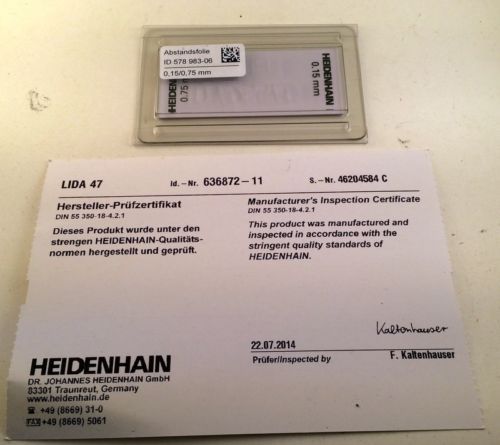 Abstandsfolie
ID 578 983-06
0,15/0,75 mm
HEIDENHAIN
0.75 mm
HEIDENHAIN
0.15 mm
LIDA 47
Id.-Nr. 636872-11
S.-Nr. 46204584 C
Hersteller-Prüfzertifikat
DIN 55 350-18-4.2.1
Dieses Produkt wurde unter den
strengen HEIDENHAIN-Qualitäts-
normen hergestellt und geprüft.
Manufacturer's Inspection Certificate
DIN 55 350-18-4.2.1
This product was manufactured and
inspected in accordance with the
stringent quality standards of
HEIDENHAIN.
Kaltenhauser
22.07.2014
Prüfer/Inspected by
F. Kaltenhauser
HEIDENHAIN
DR. JOHANNES HEIDENHAIN GmbH
83301 Traunreut, Germany
www.heidenhain.de
☎ +49 (8669) 31-0
FAX +49 (8669) 5061